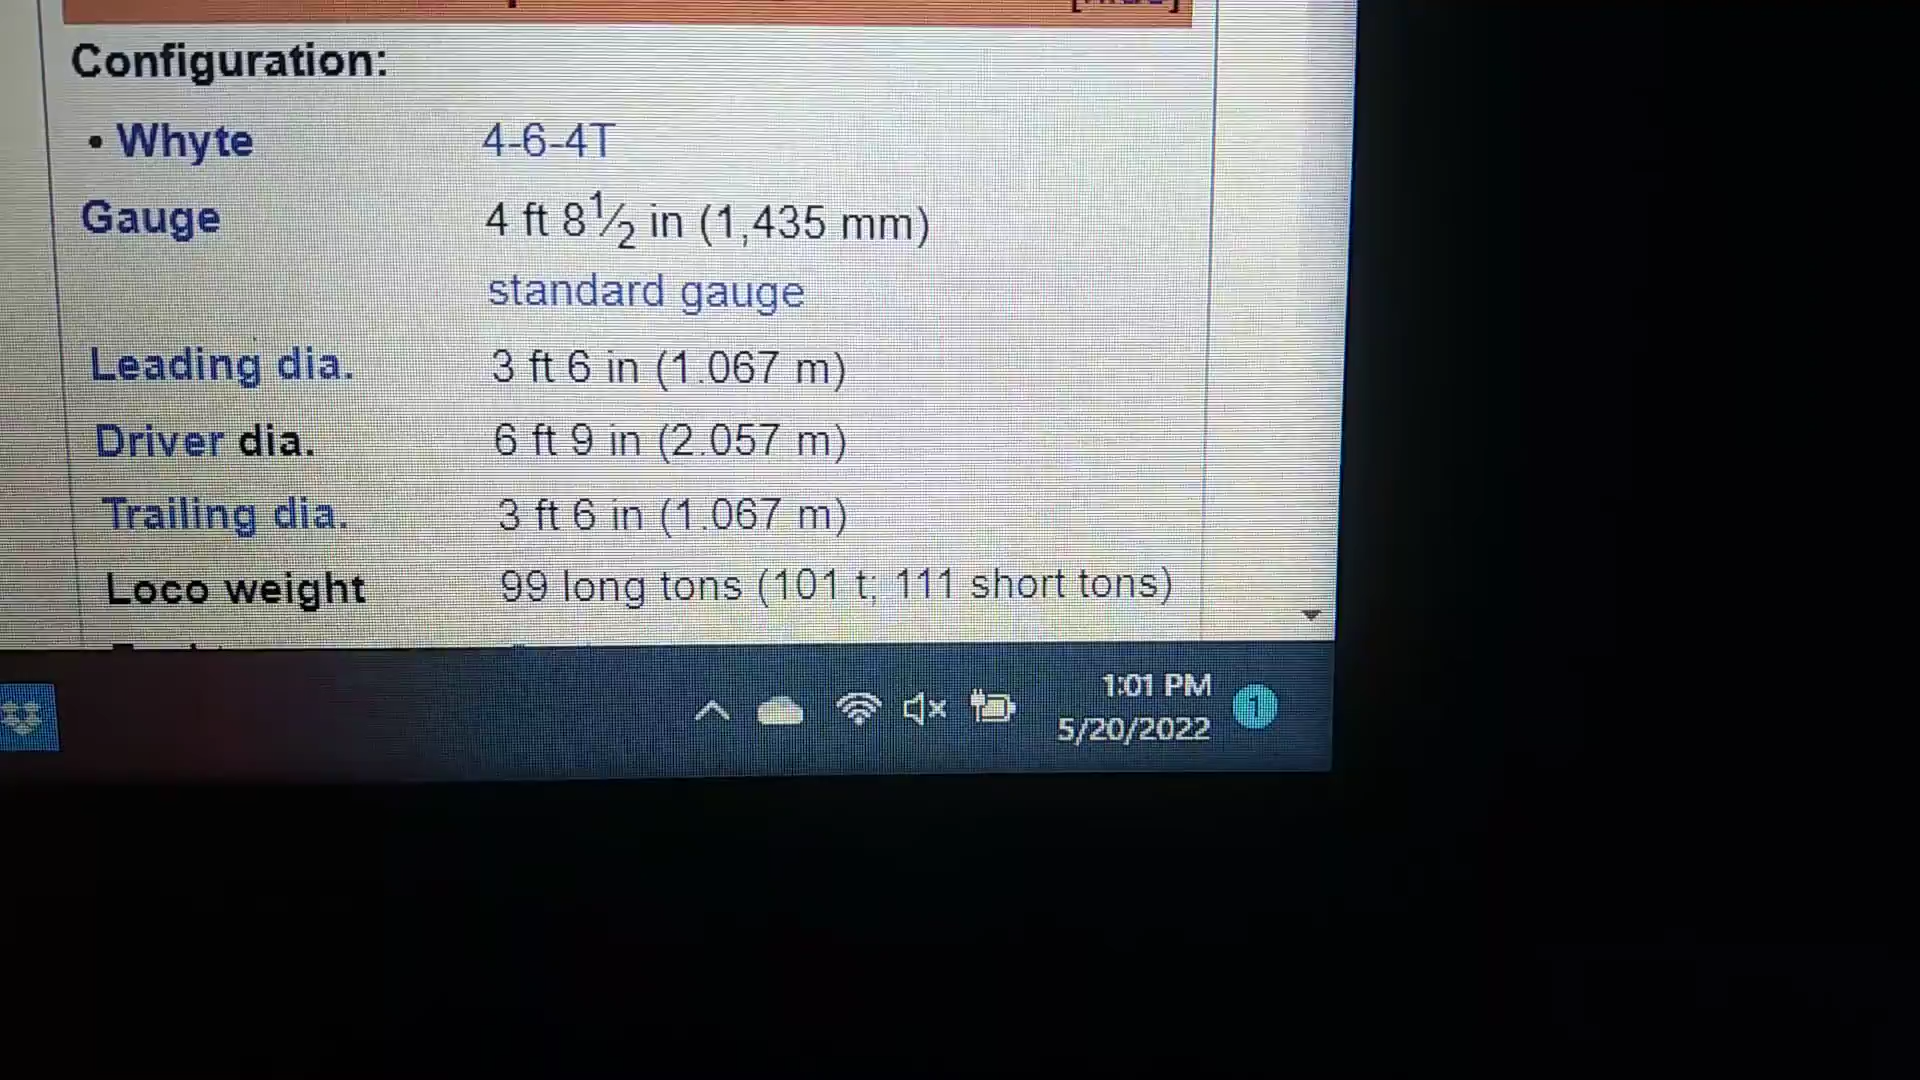 Configuration:
• Whyte 4-6-4T
Gauge 4 ft 8 1⁄2 in (1,435 mm)
standard gauge
Leading dia. 3 ft 6 in (1.067 m)
Driver dia. 6 ft 9 in (2.057 m)
Trailing dia. 3 ft 6 in (1.067 m)
Loco weight 99 long tons (101 t; 111 short tons)
1:01 PM
5/20/2022
1